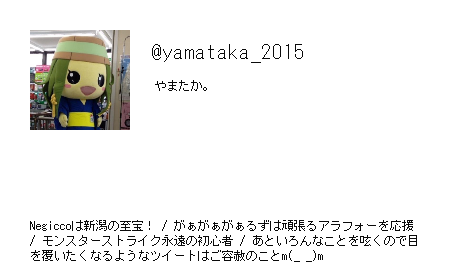 @yamataka_2015
やまたか。
Negiccoは新潟の至宝！ / がぁがぁがぁるずは頑張るアラフォーを応援
/ モンスターストライク永遠の初心者 / あといろんなことを呟くので目
を覆いたくなるようなツイートはご容赦のことm(_ _)m